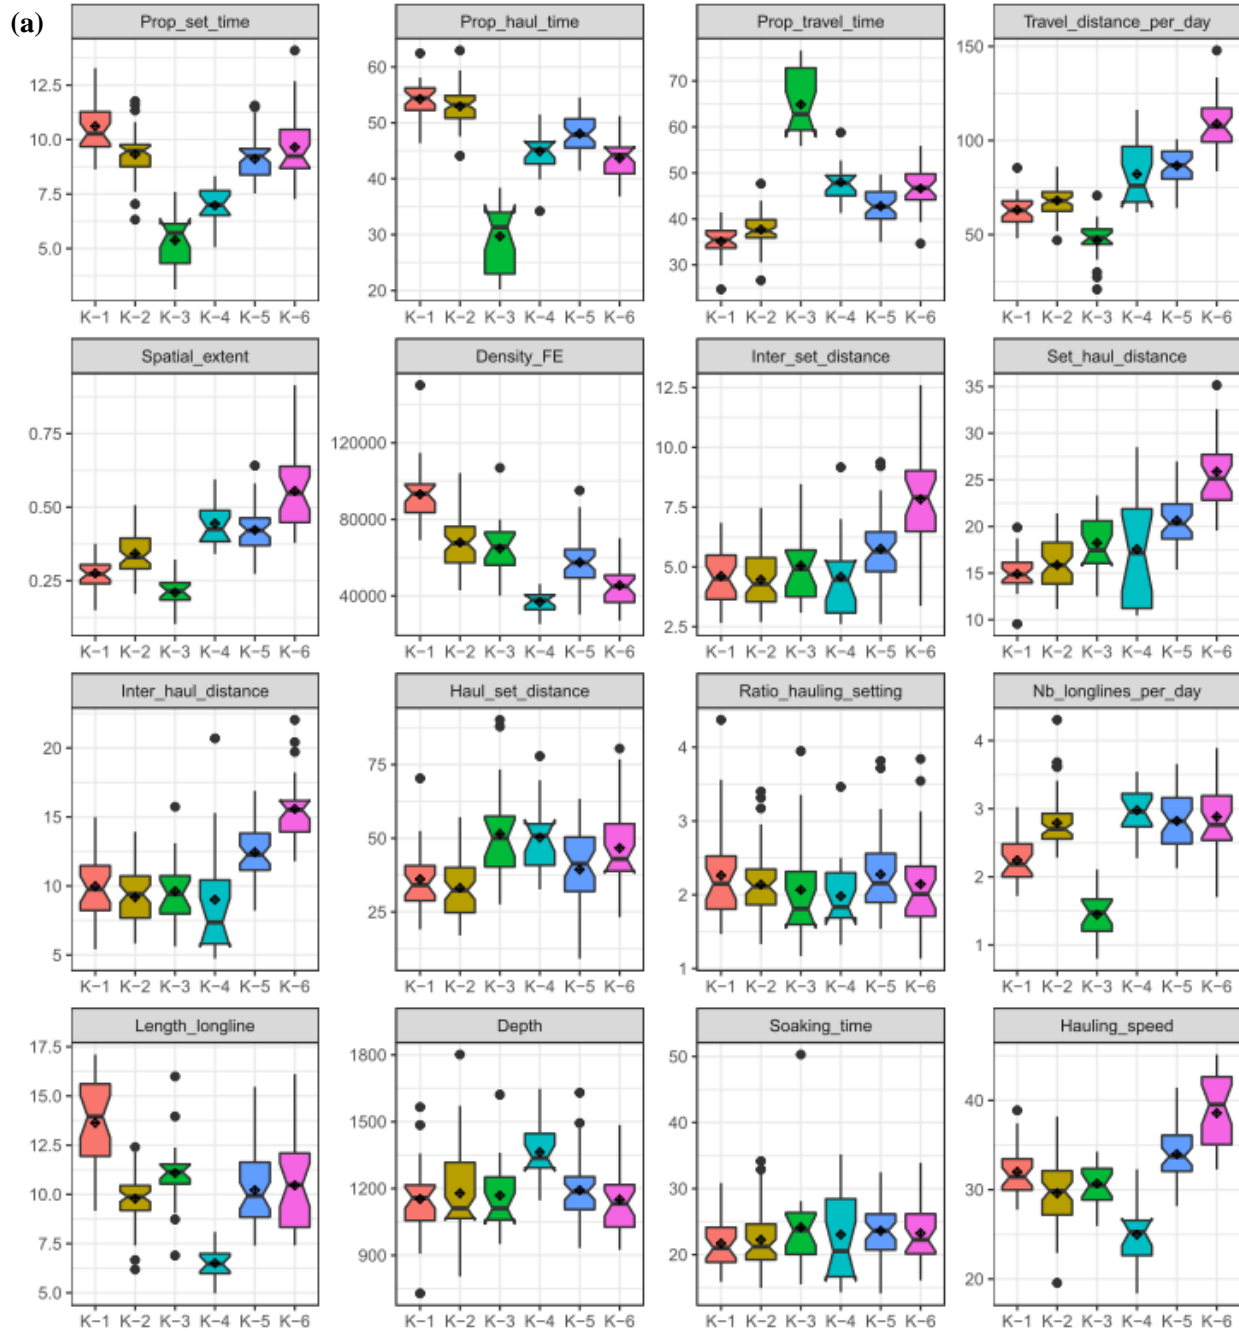 (a)
Prop_set_time Prop_haul_time Prop_travel_time Travel_distance_per_day
12.5 10.0 7.5 5.0
60 50 40 30 20
70 60 50 40 30
150 100 50
K-1 K-2 K-3 K-4 K-5 K-6 K-1 K-2 K-3 K-4 K-5 K-6 K-1 K-2 K-3 K-4 K-5 K-6 K-1 K-2 K-3 K-4 K-5 K-6
Spatial_extent Density_FE Inter_set_distance Set_haul_distance
0.75 0.50 0.25
120000 80000 40000
12.5 10.0 7.5 5.0 2.5
35 30 25 20 15 10
K-1 K-2 K-3 K-4 K-5 K-6 K-1 K-2 K-3 K-4 K-5 K-6 K-1 K-2 K-3 K-4 K-5 K-6 K-1 K-2 K-3 K-4 K-5 K-6
Inter_haul_distance Haul_set_distance Ratio_hauling_setting Nb_longlines_per_day
20 15 10 5
75 50 25
4 3 2 1
4 3 2 1
K-1 K-2 K-3 K-4 K-5 K-6 K-1 K-2 K-3 K-4 K-5 K-6 K-1 K-2 K-3 K-4 K-5 K-6 K-1 K-2 K-3 K-4 K-5 K-6
Length_longline Depth Soaking_time Hauling_speed
17.5 15.0 12.5 10.0 7.5 5.0
1800 1500 1200 900
50 40 30 20
40 30 20
K-1 K-2 K-3 K-4 K-5 K-6 K-1 K-2 K-3 K-4 K-5 K-6 K-1 K-2 K-3 K-4 K-5 K-6 K-1 K-2 K-3 K-4 K-5 K-6